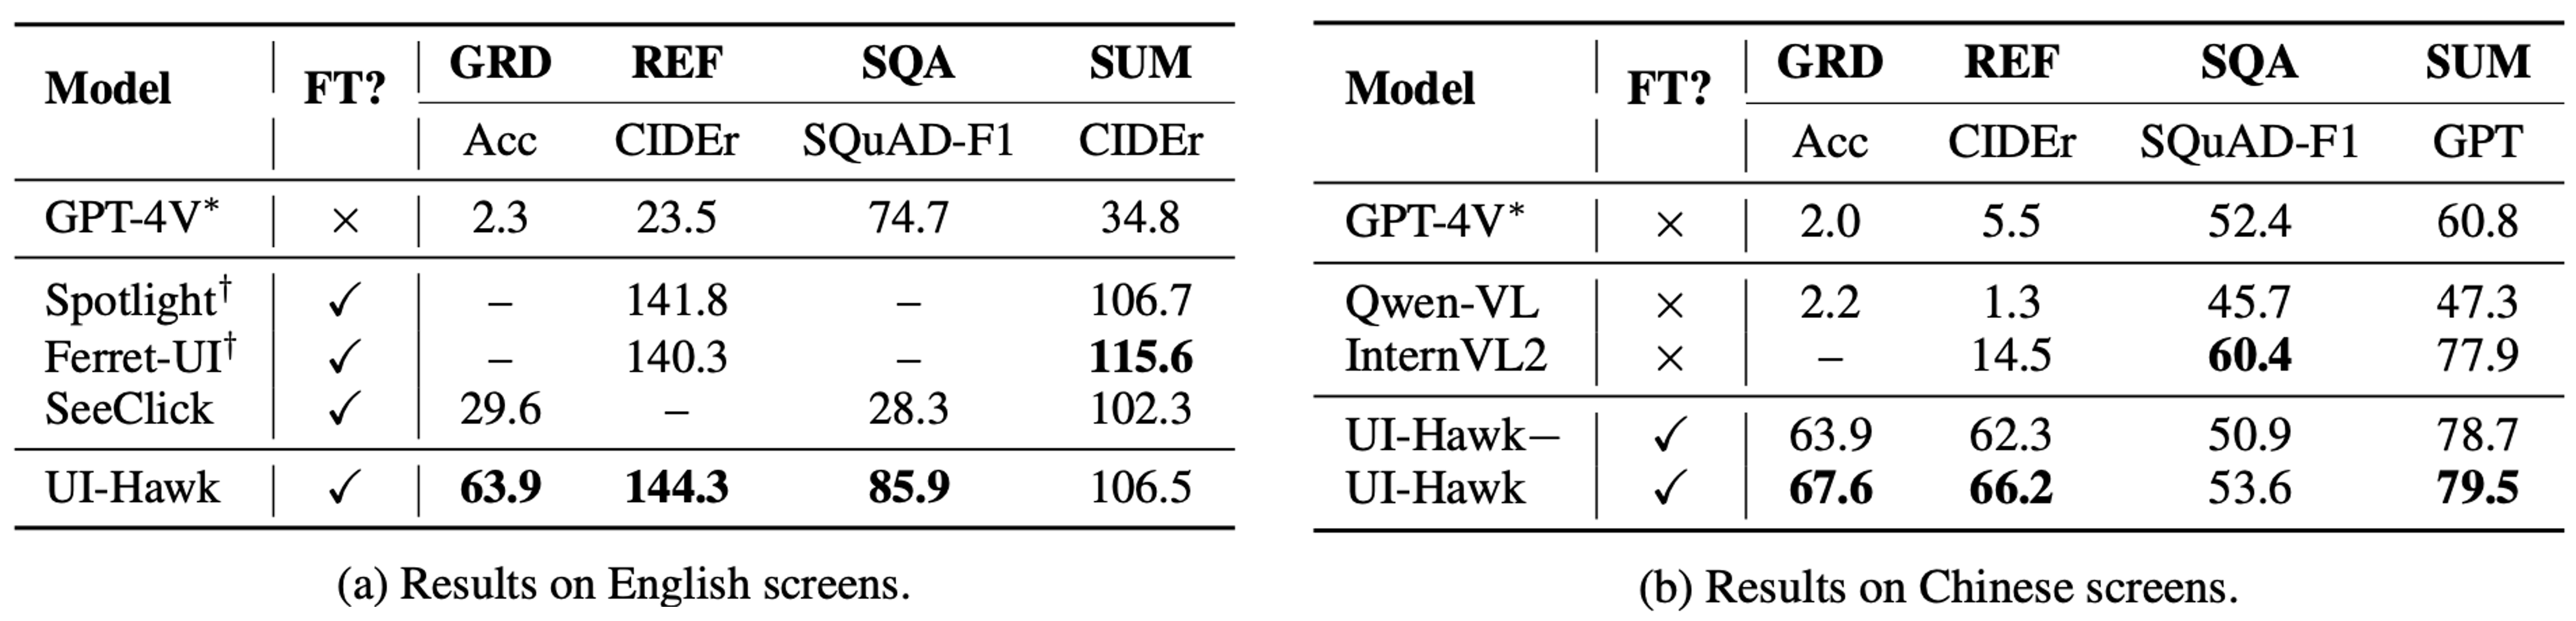 Model FT? GRD REF SQA SUM
Acc CIDEr SQuAD-F1 CIDEr
GPT-4V* × 2.3 23.5 74.7 34.8
Spotlight† ✓ – 141.8 – 106.7
Ferret-UI† ✓ – 140.3 – 115.6
SeeClick ✓ 29.6 – 28.3 102.3
UI-Hawk ✓ 63.9 144.3 85.9 106.5
(a) Results on English screens.
Model FT? GRD REF SQA SUM
Acc CIDEr SQuAD-F1 GPT
GPT-4V* × 2.0 5.5 52.4 60.8
Qwen-VL × 2.2 1.3 45.7 47.3
InternVL2 × – 14.5 60.4 77.9
UI-Hawk– ✓ 63.9 62.3 50.9 78.7
UI-Hawk ✓ 67.6 66.2 53.6 79.5
(b) Results on Chinese screens.